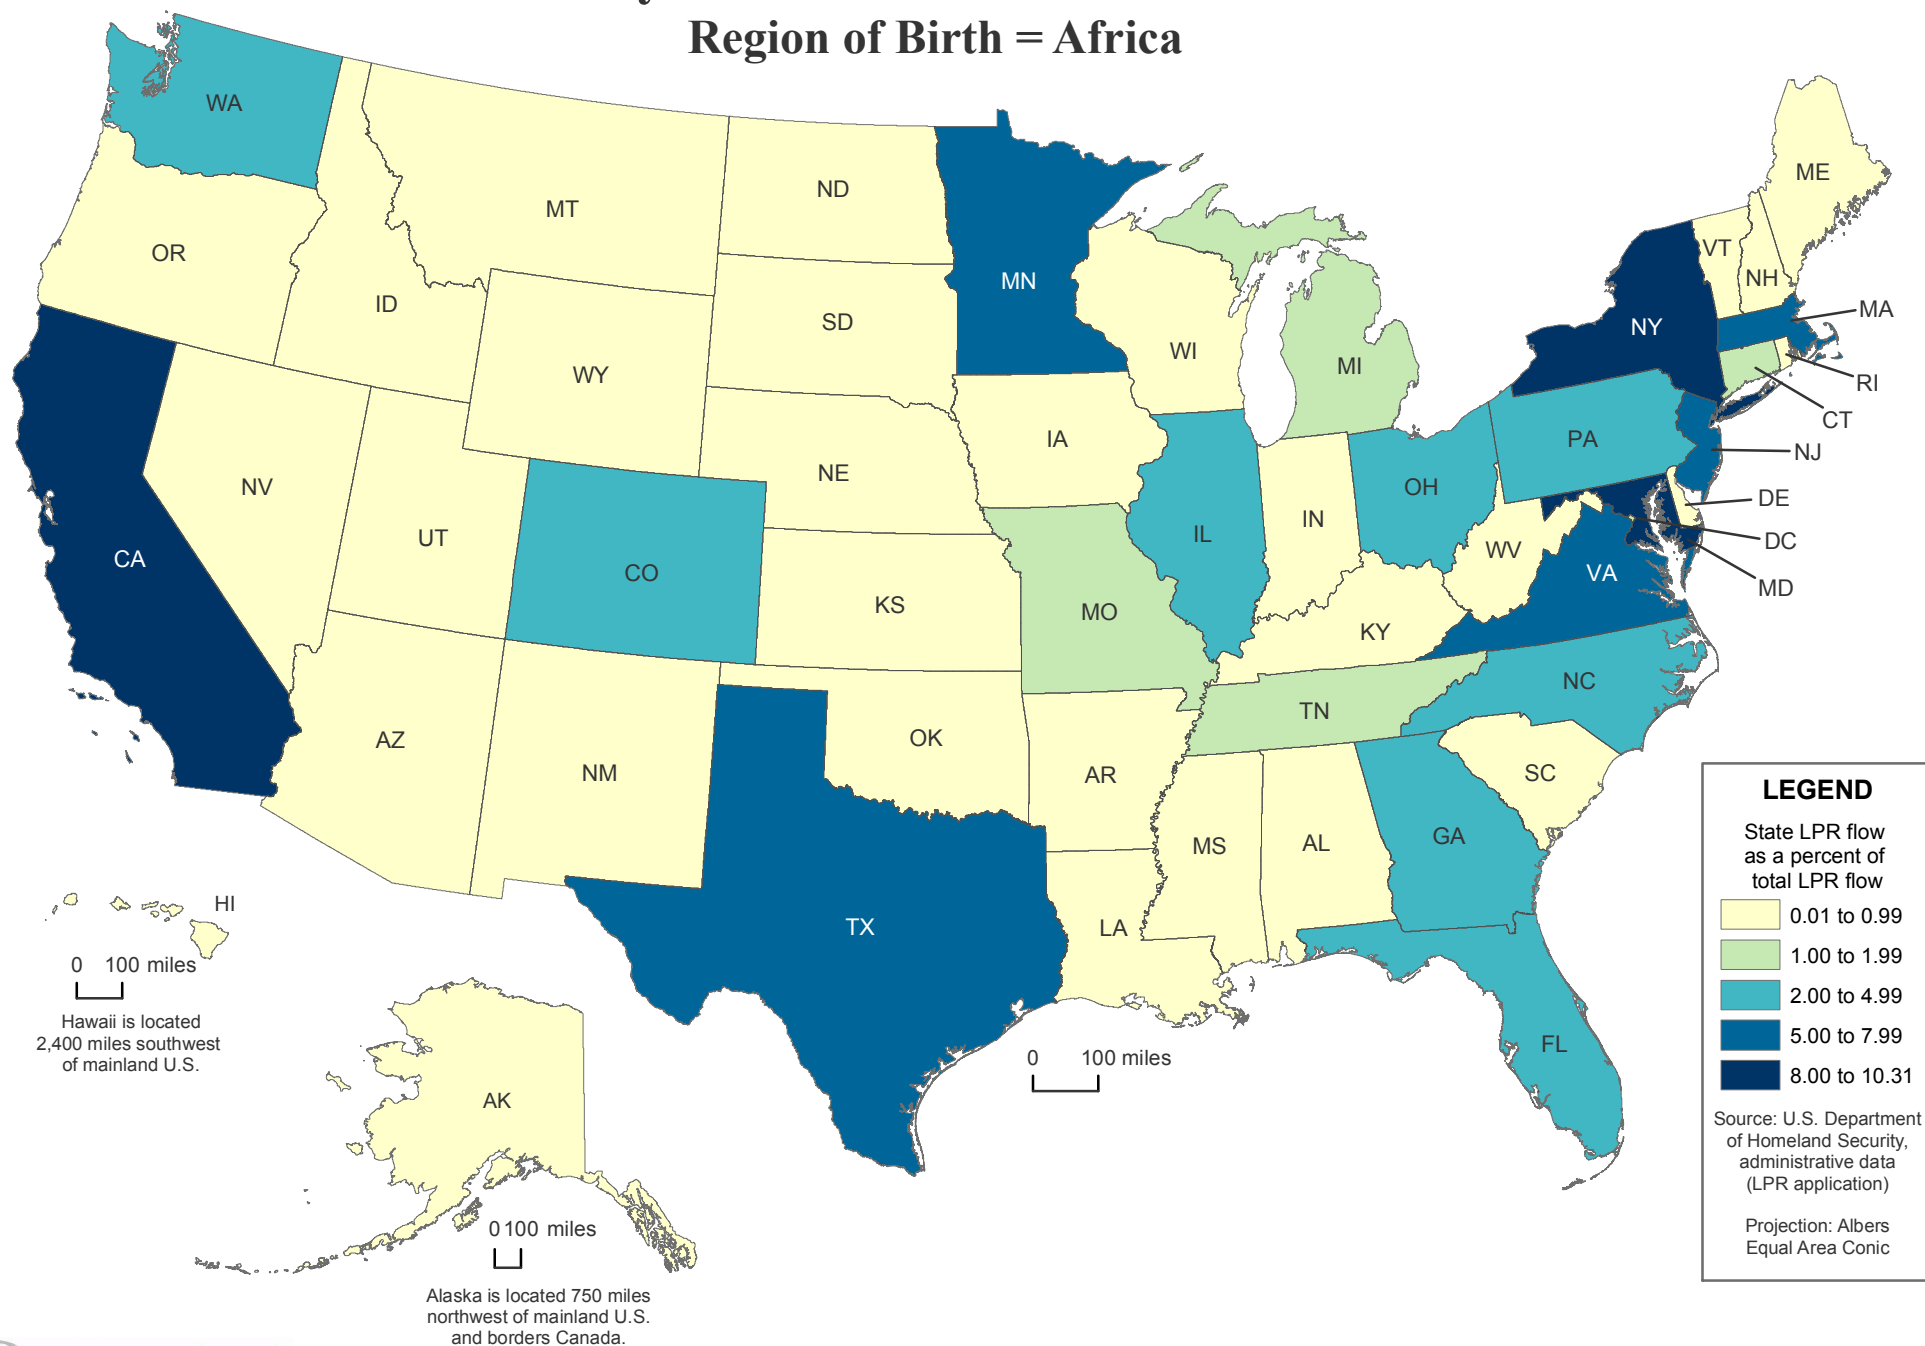 Region of Birth = Africa
WA
MT
ND
MN
ME
OR
ID
SD
WI
MI
VT
NH
NY
MA
RI
CT
WY
IA
NE
NV
UT
CO
CA
KS
MO
IL
IN
OH
PA
NJ
DE
DC
MD
WV
VA
KY
NC
TN
AZ
NM
OK
AR
SC
MS
AL
GA
LA
TX
FL
HI
0 100 miles
Hawaii is located
2,400 miles southwest
of mainland U.S.
AK
0 100 miles
Alaska is located 750 miles
northwest of mainland U.S.
and borders Canada.
0 100 miles
LEGEND
State LPR flow
as a percent of
total LPR flow
0.01 to 0.99
1.00 to 1.99
2.00 to 4.99
5.00 to 7.99
8.00 to 10.31
Source: U.S. Department
of Homeland Security,
administrative data
(LPR application)
Projection: Albers
Equal Area Conic